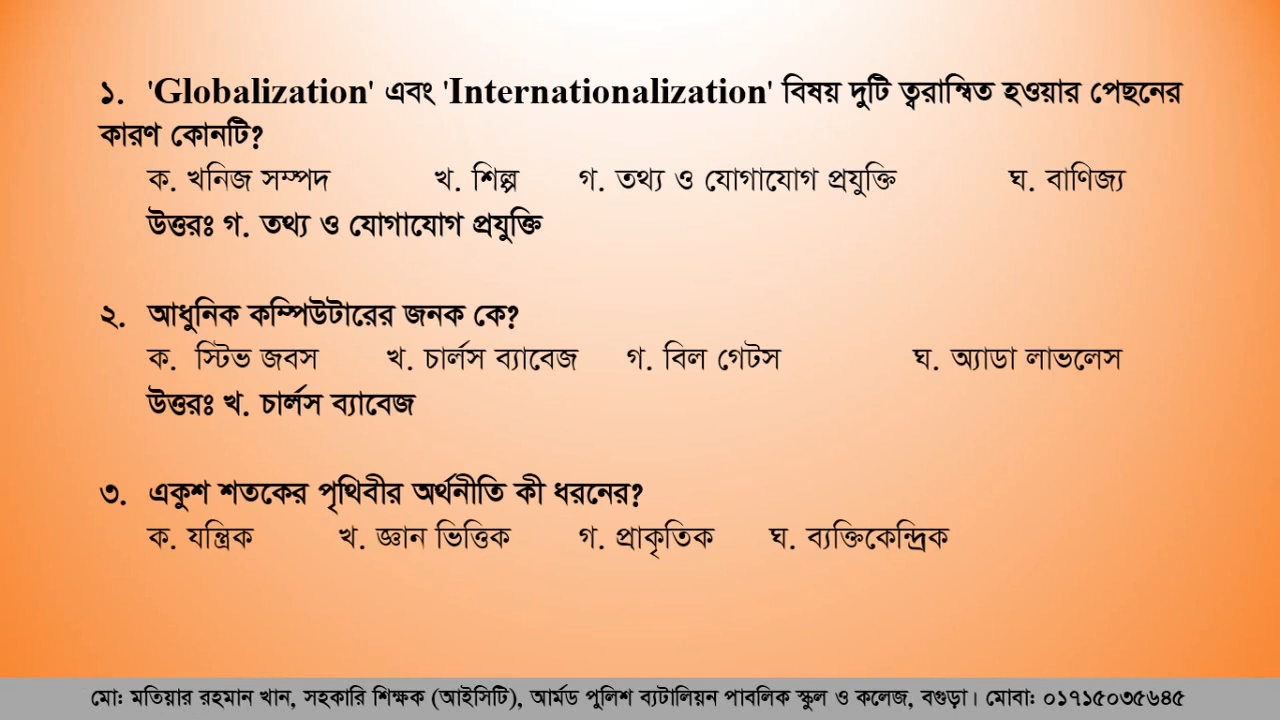 ১. 'Globalization' এবং 'Internationalization' বিষয় দুটি ত্বরাম্বিত হওয়ার পেছনের
কারণ কোনটি?
ক. খনিজ সম্পদ খ. শিল্প গ. তথ্য ও যোগাযোগ প্রযুক্তি ঘ. বাণিজ্য
উত্তরঃ গ. তথ্য ও যোগাযোগ প্রযুক্তি
২. আধুনিক কম্পিউটারের জনক কে?
ক. স্টিভ জবস খ. চার্লস ব্যাবেজ গ. বিল গেটস ঘ. অ্যাডা লাভলেস
উত্তরঃ খ. চার্লস ব্যাবেজ
৩. একুশ শতকের পৃথিবীর অর্থনীতি কী ধরনের?
ক. যন্ত্রিক খ. জ্ঞান ভিত্তিক গ. প্রাকৃতিক ঘ. ব্যক্তিকেন্দ্রিক
মো: মতিয়ার রহমান খান, সহকারি শিক্ষক (আইসিটি), আর্মড পুলিশ ব্যটালিয়ন পাবলিক স্কুল ও কলেজ, বগুড়া। মোবা: ০১৭১৫০৩৫৬৪৫